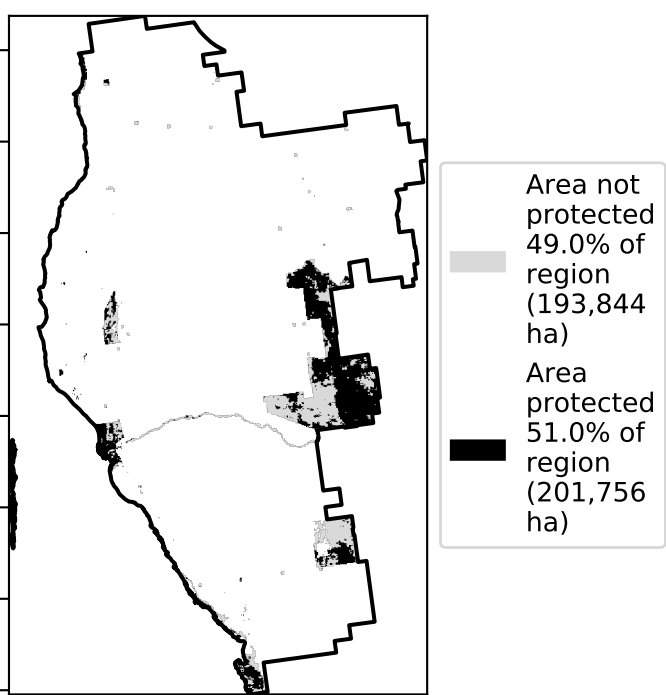 Area not
protected
49.0% of
region
(193,844
ha)
Area
protected
51.0% of
region
(201,756
ha)